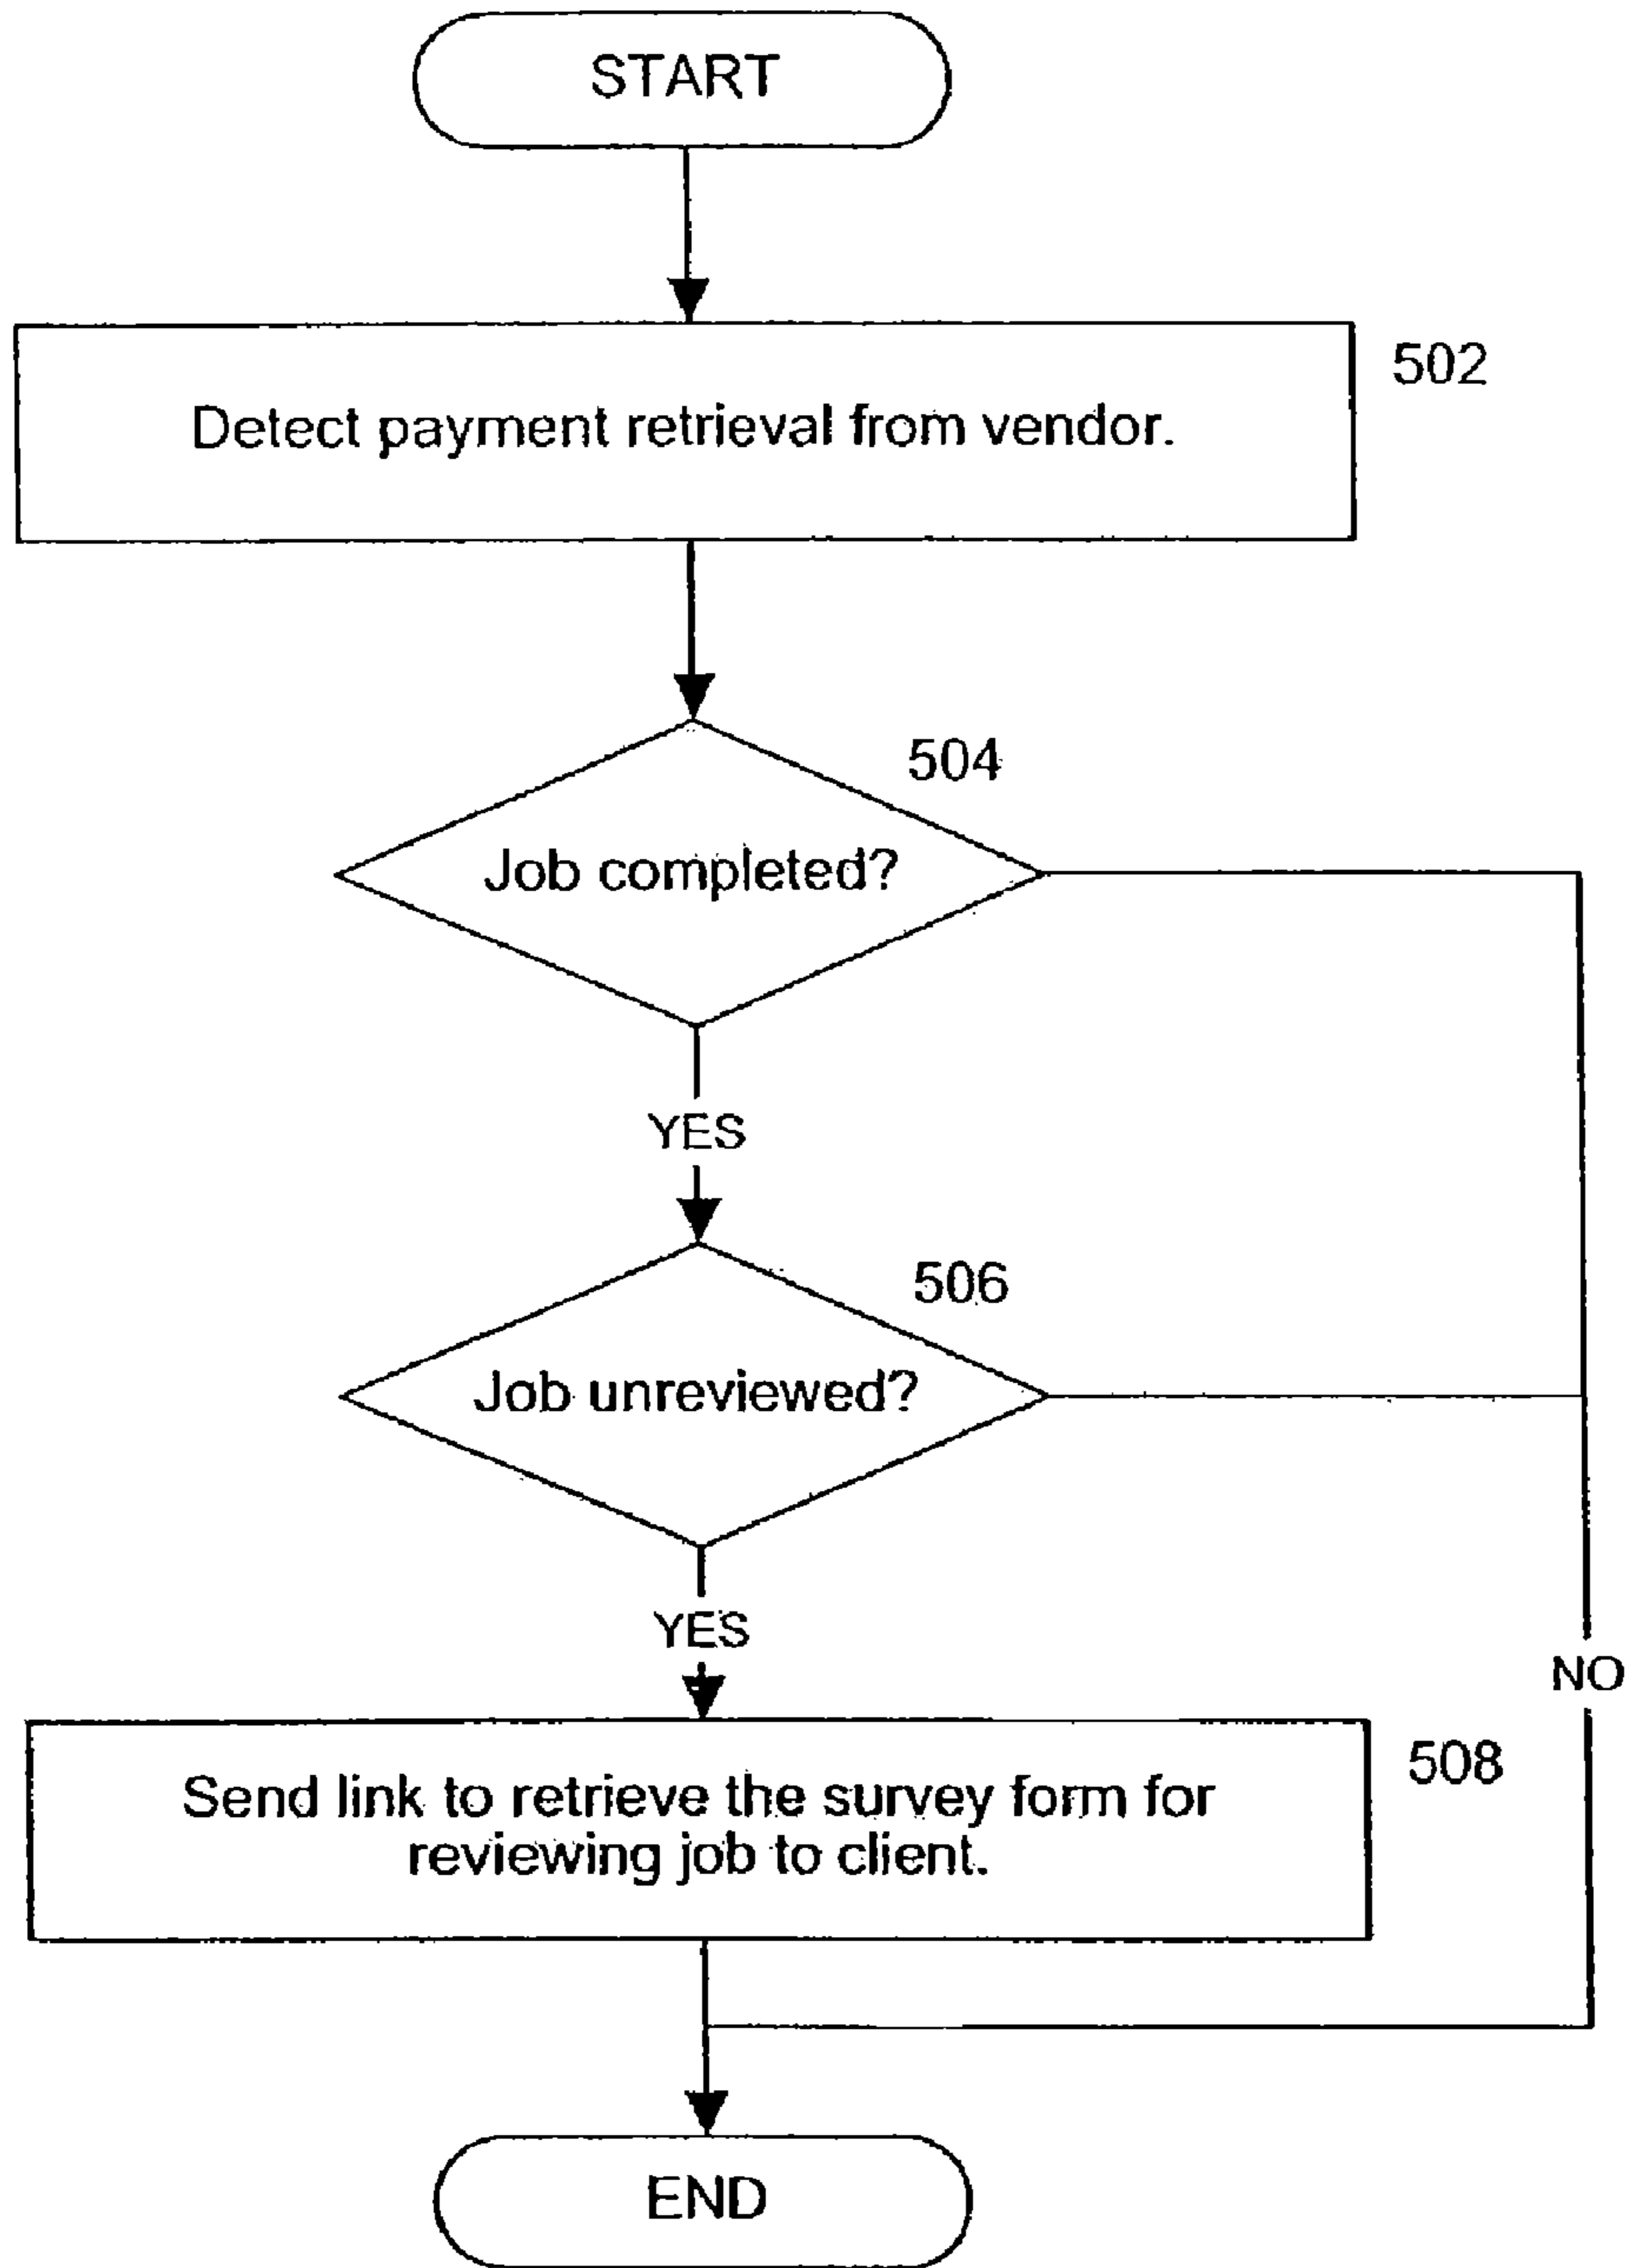 START
502
Detect payment retrieval from vendor.
504
Job completed?
YES
506
Job unreviewed?
YES
NO
508
Send link to retrieve the survey form for
reviewing job to client.
END